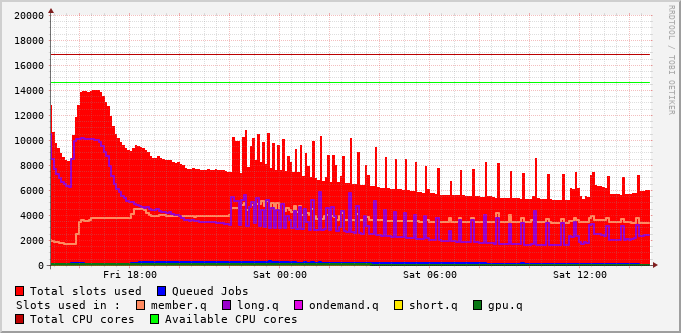 20000
18000
16000
14000
12000
10000
8000
6000
4000
2000
0
Fri 18:00 Sat 00:00 Sat 06:00 Sat 12:00
Total slots used Queued Jobs
Slots used in : member.q long.q ondemand.q short.q gpu.q
Total CPU cores Available CPU cores
RRDTOOL / TOBI OETIKER